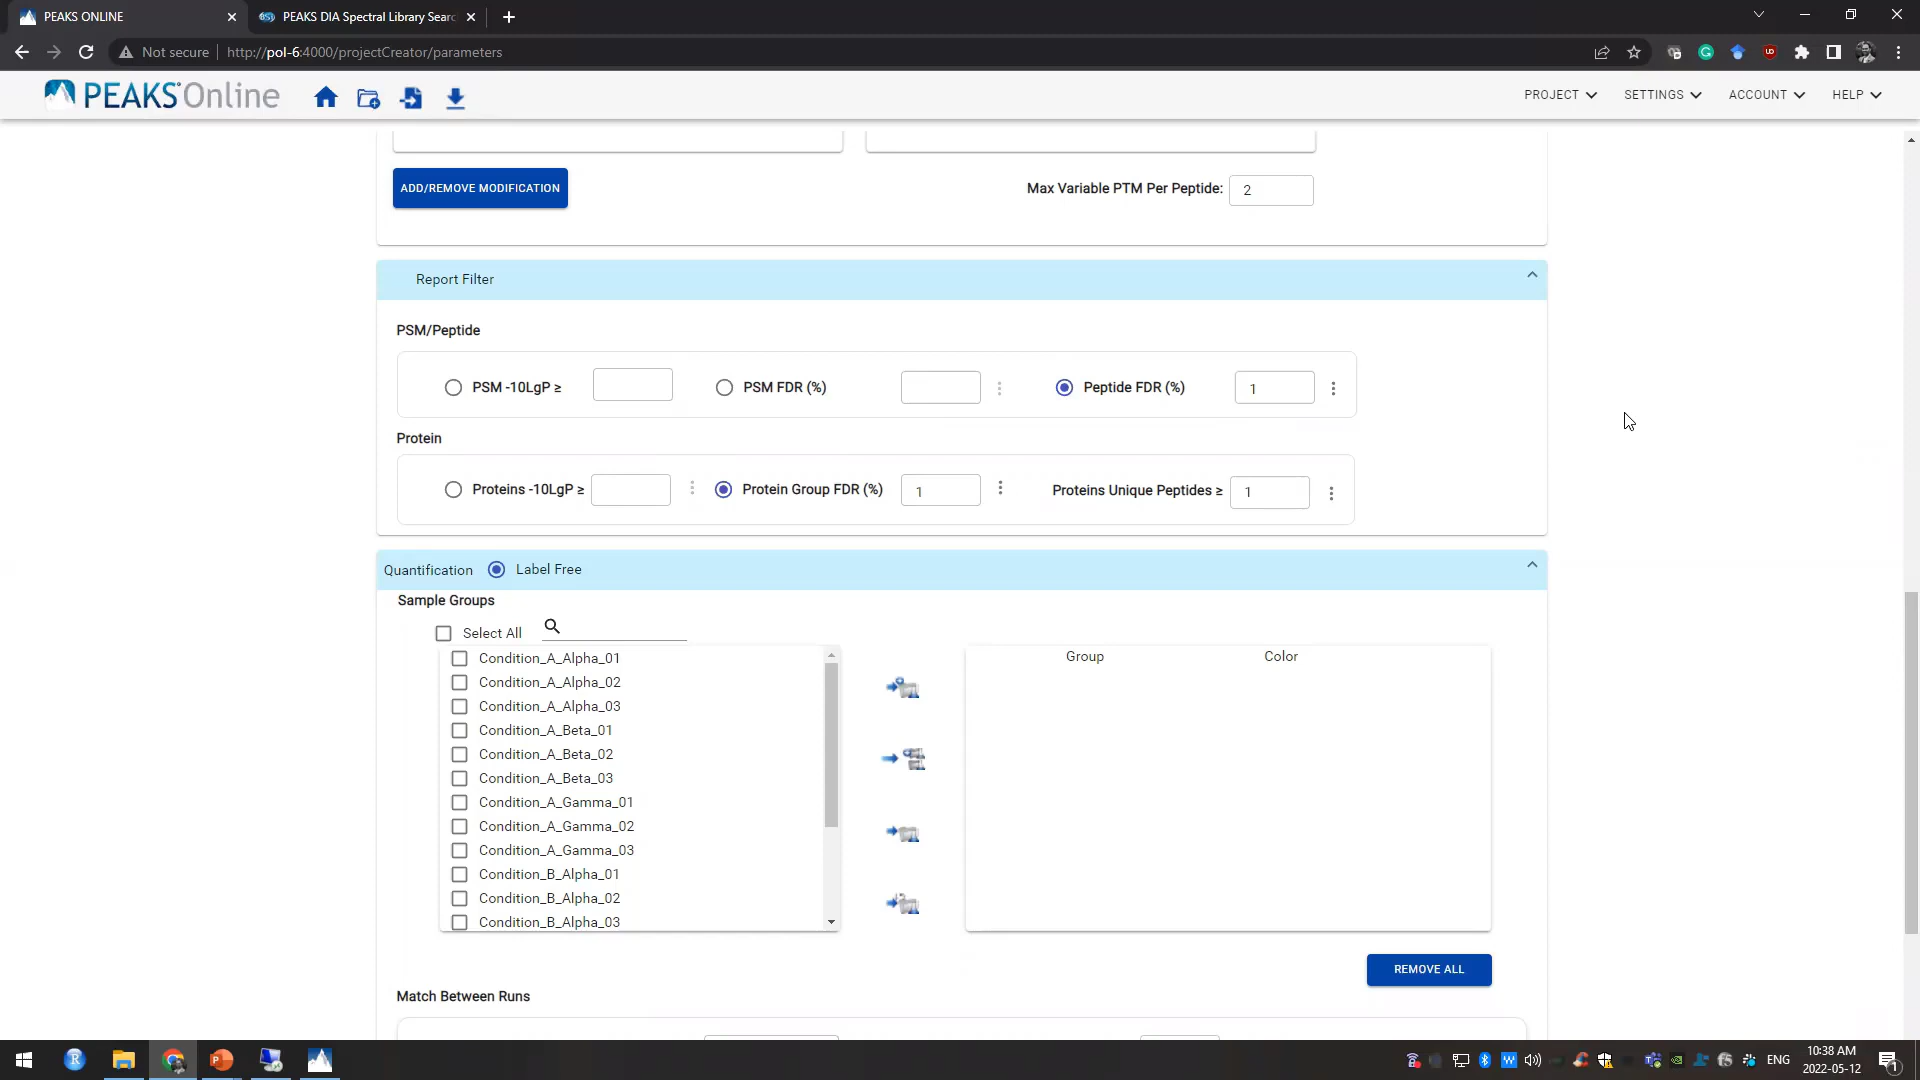 PEAKS ONLINE
PEAKS DIA Spectral Library Searc
Not secure http://pol-6:4000/projectCreator/parameters
PEAKS Online
PROJECT SETTINGS ACCOUNT HELP
ADD/REMOVE MODIFICATION Max Variable PTM Per Peptide: 2
Report Filter
PSM/Peptide
PSM -10LgP ≥ PSM FDR (%) Peptide FDR (%) 1
Protein
Proteins -10LgP ≥ Protein Group FDR (%) 1 Proteins Unique Peptides ≥ 1
Quantification Label Free
Sample Groups
Select All
Group Color
Condition_A_Alpha_01
Condition_A_Alpha_02
Condition_A_Alpha_03
Condition_A_Beta_01
Condition_A_Beta_02
Condition_A_Beta_03
Condition_A_Gamma_01
Condition_A_Gamma_02
Condition_A_Gamma_03
Condition_B_Alpha_01
Condition_B_Alpha_02
Condition_B_Alpha_03
REMOVE ALL
Match Between Runs
ENG
10:38 AM
2022-05-12
1